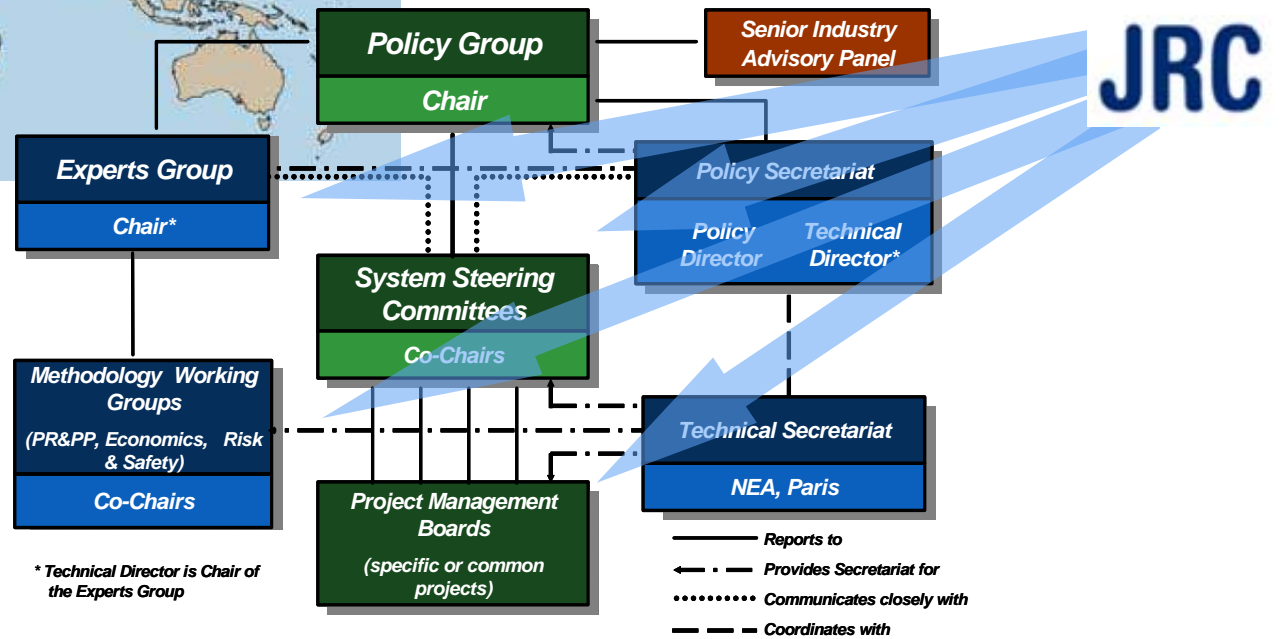 Policy Group
Chair
Senior Industry
Advisory Panel
JRC
Experts Group
Chair*
Policy Secretariat
Policy
Director
Technical
Director*
System Steering
Committees
Co-Chairs
Methodology Working
Groups
(PR&PP, Economics, Risk
& Safety)
Co-Chairs
Technical Secretariat
NEA, Paris
Project Management
Boards
(specific or common
projects)
* Technical Director is Chair of
the Experts Group
Reports to
Provides Secretariat for
Communicates closely with
Coordinates with